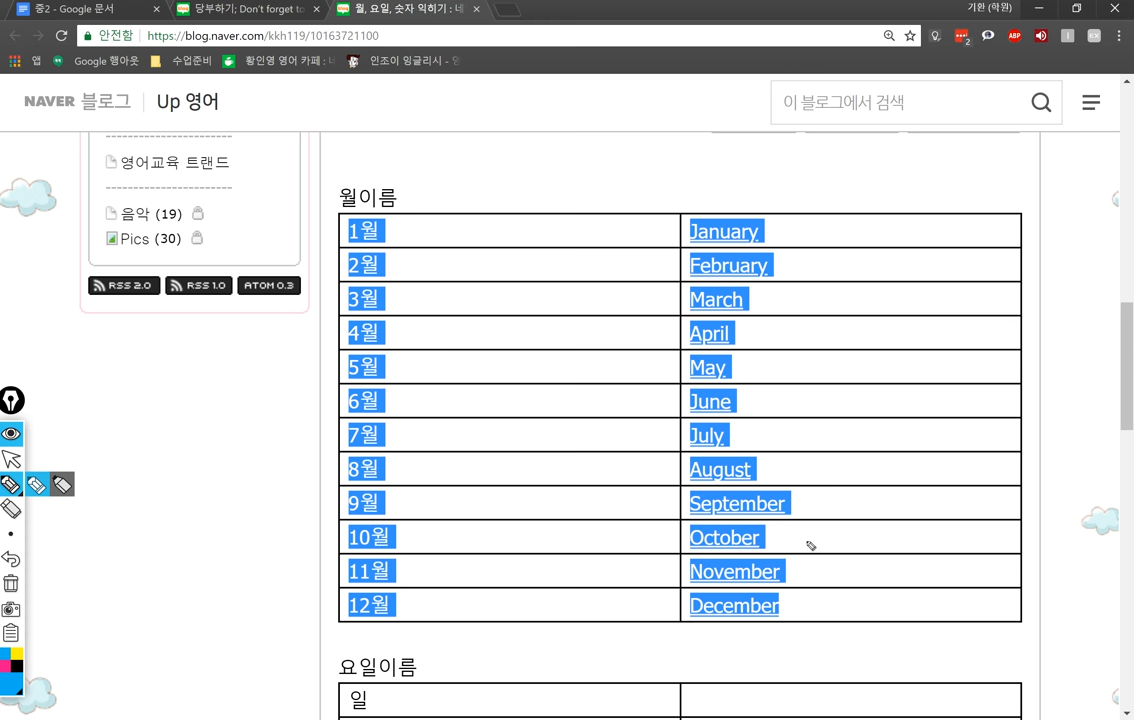 중2 - Google 문서
당부하기; Don't forget to
월, 요일, 숫자 익히기 : 네
기환 (학원)
안전함 https://blog.naver.com/kkh119/10163721100
2
ABP
앱 Google 행아웃 수업준비 황인영 영어 카페 : 네 인조이 잉글리시 - 영
NAVER 블로그 Up 영어
이 블로그에서 검색
영어교육 트랜드
음악 (19)
Pics (30)
RSS 2.0 RSS 1.0 ATOM 0.3
월이름
1월 January
2월 February
3월 March
4월 April
5월 May
6월 June
7월 July
8월 August
9월 September
10월 October
11월 November
12월 December
요일이름
일